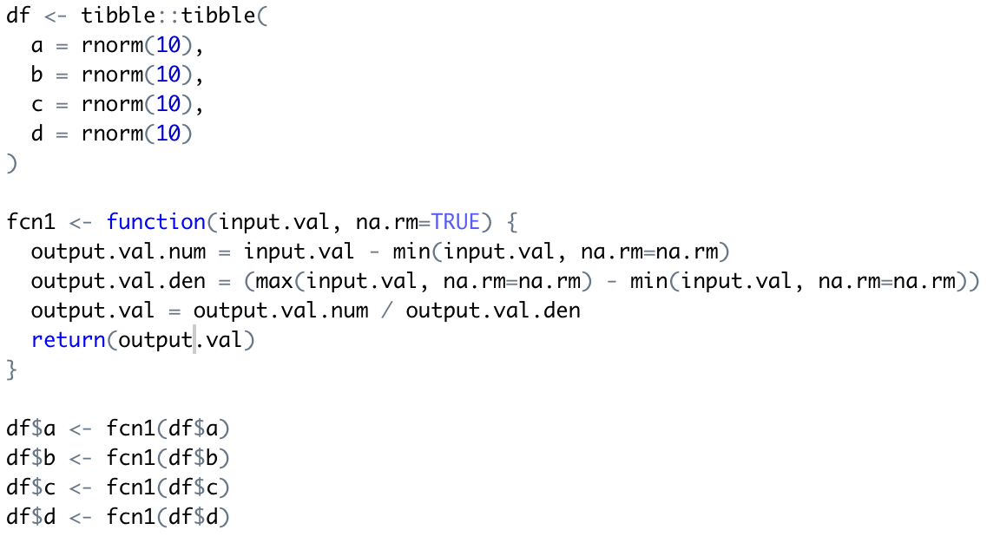 df <- tibble::tibble(
  a = rnorm(10),
  b = rnorm(10),
  c = rnorm(10),
  d = rnorm(10)
)

fcn1 <- function(input.val, na.rm=TRUE) {
  output.val.num = input.val - min(input.val, na.rm=na.rm)
  output.val.den = (max(input.val, na.rm=na.rm) - min(input.val, na.rm=na.rm))
  output.val = output.val.num / output.val.den
  return(output.val)
}

df$a <- fcn1(df$a)
df$b <- fcn1(df$b)
df$c <- fcn1(df$c)
df$d <- fcn1(df$d)